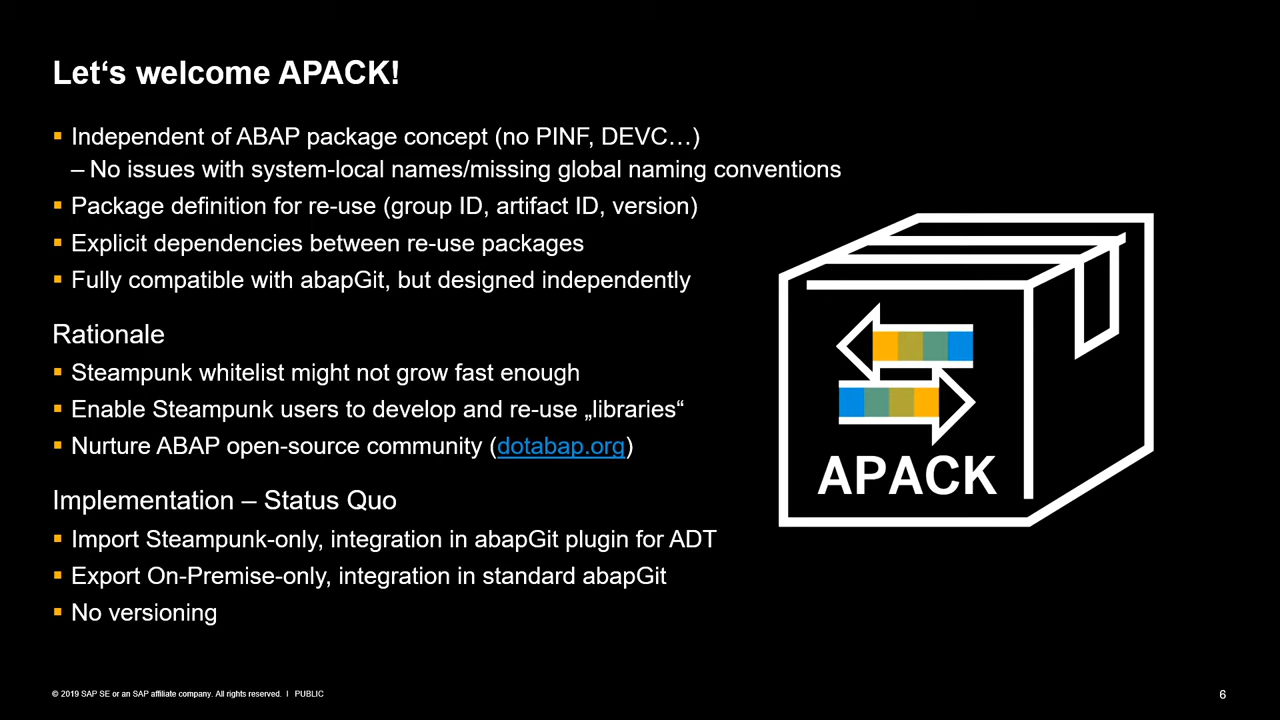 Let‘s welcome APACK!
▪ Independent of ABAP package concept (no PINF, DEVC…)
– No issues with system-local names/missing global naming conventions
▪ Package definition for re-use (group ID, artifact ID, version)
▪ Explicit dependencies between re-use packages
▪ Fully compatible with abapGit, but designed independently
Rationale
▪ Steampunk whitelist might not grow fast enough
▪ Enable Steampunk users to develop and re-use „libraries“
▪ Nurture ABAP open-source community (dotabap.org)
Implementation – Status Quo
▪ Import Steampunk-only, integration in abapGit plugin for ADT
▪ Export On-Premise-only, integration in standard abapGit
▪ No versioning
APACK
© 2019 SAP SE or an SAP affiliate company. All rights reserved. I PUBLIC
6